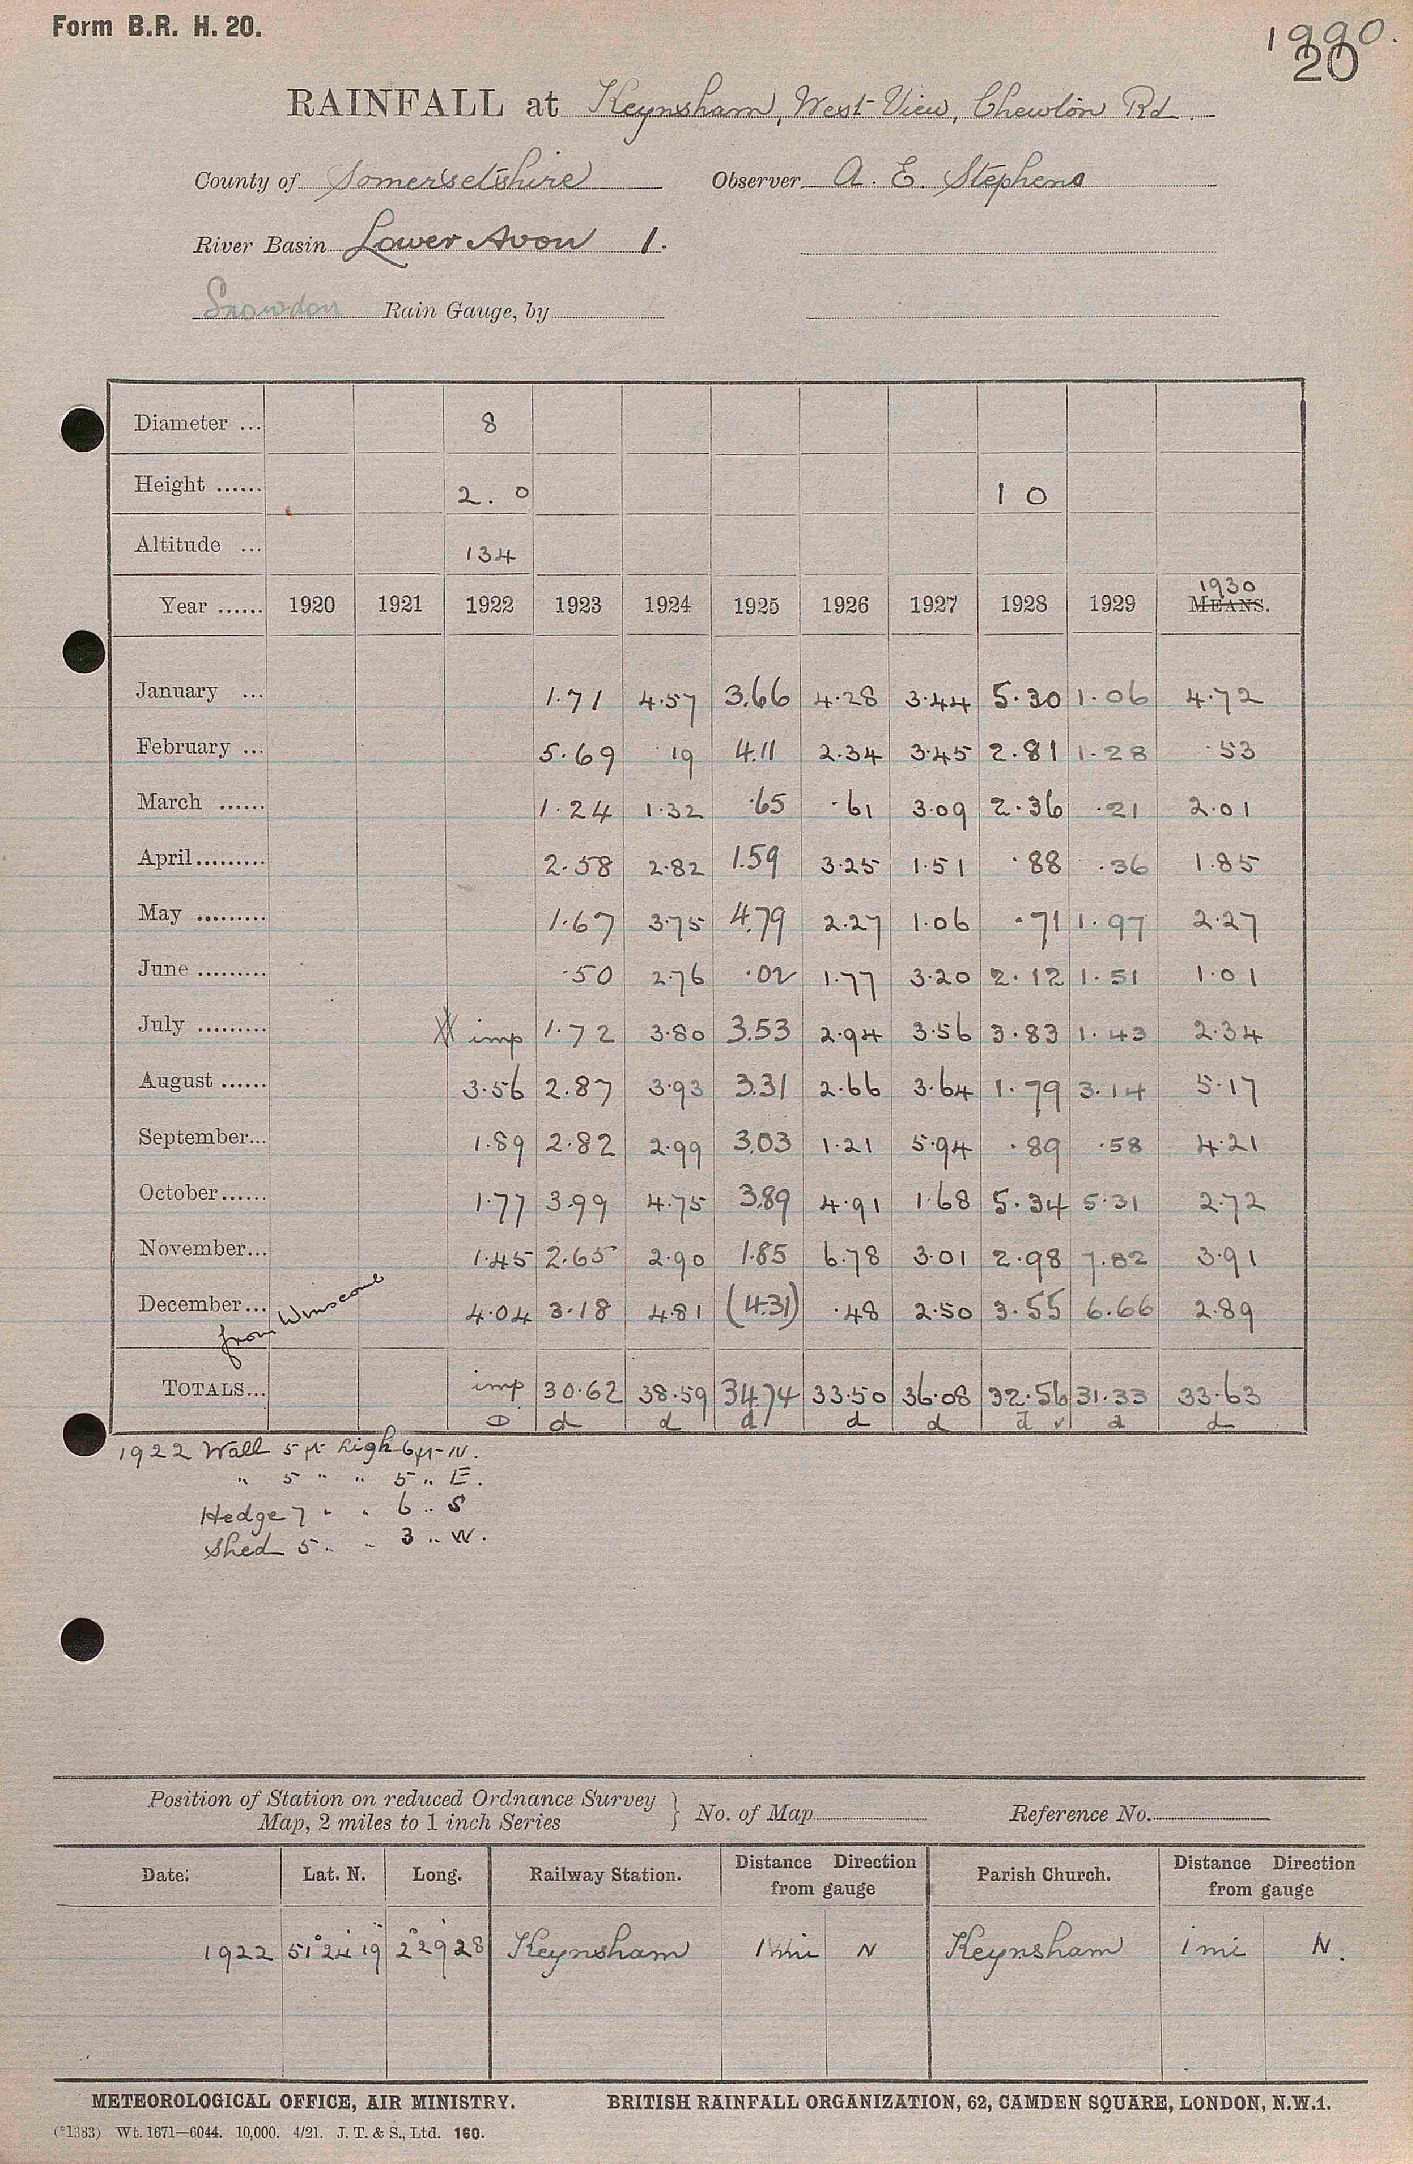 Form B.R. H. 20.
1990.
20
RAINFALL at Keynsham, West View, Chewton Rd.
County of Somersetshire Observer A. E. Stephens
River Basin Lower Avon 1.
Snowdon Rain Gauge, by
Diameter ... 8
Height ...... 2. 0 1 0
Altitude ... 134
Year ...... 1920 1921 1922 1923 1924 1925 1926 1927 1928 1929 1930 MEANS.
January ... 1.71 4.57 3.66 4.28 3.44 5.30 1.06 4.72
February ... 5.69 .19 4.11 2.34 3.45 2.81 1.28 .53
March ...... 1.24 1.32 .65 .61 3.09 2.36 .21 2.01
April......... 2.58 2.82 1.59 3.25 1.51 .88 .36 1.85
May ......... 1.67 3.75 4.79 2.27 1.06 .71 1.97 2.27
June ......... .50 2.76 .02 1.77 3.20 2.12 1.51 1.01
July ......... imp 1.72 3.80 3.53 2.94 3.56 3.83 1.43 2.34
August ...... 3.56 2.87 3.93 3.31 2.66 3.64 1.79 3.14 5.17
September... 1.89 2.82 2.99 3.03 1.21 5.94 .89 .58 4.21
October...... 1.77 3.99 4.75 3.89 4.91 1.68 5.34 5.31 2.72
November... 1.45 2.65 2.90 1.85 6.78 3.01 2.98 7.82 3.91
December... 4.04 3.18 4.81 (4.31) .48 2.50 3.55 6.66 2.89
from Winscome
TOTALS... imp 30.62 38.59 34.74 33.50 36.08 32.56 31.33 33.63
D d d d d d d v d d
1922 Wall 5 ft high 6 ft N.
" 5 " " 5 " E.
Hedge 7 " " 6 " S
Shed 5 " " 3 " W.
Position of Station on reduced Ordnance Survey
Map, 2 miles to 1 inch Series } No. of Map Reference No.
Date: Lat. N. Long. Railway Station. Distance Direction from gauge Parish Church. Distance Direction from gauge
1922 51° 24' 19" 2° 29' 28 Keynsham 1 mi N Keynsham 1 mi N.
METEOROLOGICAL OFFICE, AIR MINISTRY. BRITISH RAINFALL ORGANIZATION, 62, CAMDEN SQUARE, LONDON, N.W.1.
(*1383) Wt. 1671—6044. 10,000. 4/21. J. T. & S., Ltd. 160.